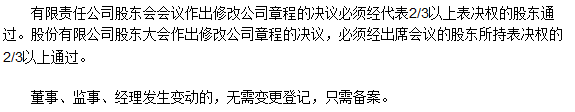 有限责任公司股东会会议作出修改公司章程的决议必须经代表2/3以上表决权的股东通
过。股份有限公司股东大会作出修改公司章程的决议，必须经出席会议的股东所持表决权的
2/3以上通过。
董事、监事、经理发生变动的，无需变更登记，只需备案。